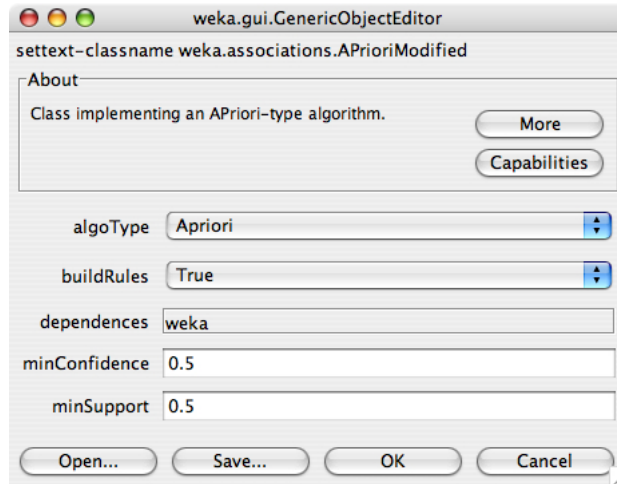 weka.gui.GenericObjectEditor
settext-classname weka.associations.APrioriModified
About
Class implementing an APriori-type algorithm.
More
Capabilities
algoType Apriori
buildRules True
dependences weka
minConfidence 0.5
minSupport 0.5
Open... Save... OK Cancel